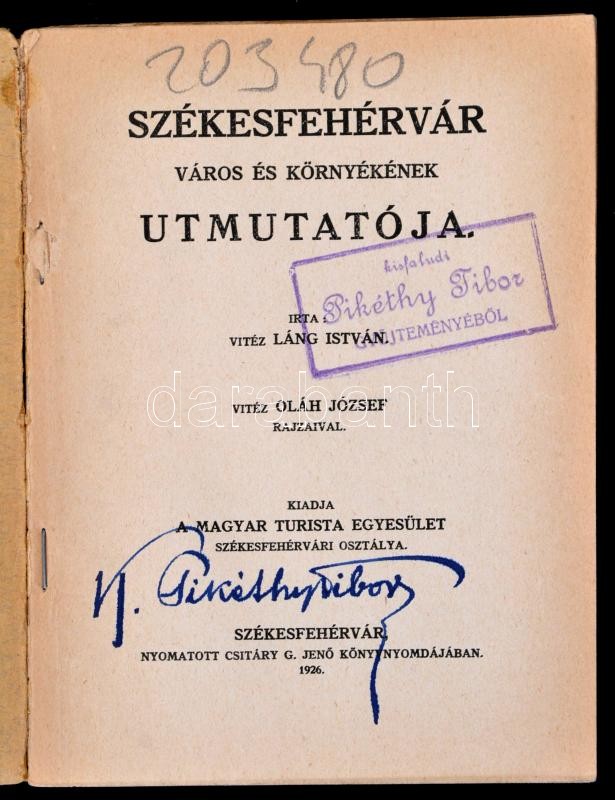 203480
SZÉKESFEHÉRVÁR
VÁROS ÉS KÖRNYÉKÉNEK
UTMUTATÓJA.
kisfaludi
Pikéthy Tibor
GYŰJTEMÉNYÉBŐL
IRTA:
VITÉZ LÁNG ISTVÁN.
darabanth
VITÉZ OLÁH JÓZSEF
RAJZAIVAL.
KIADJA
A MAGYAR TURISTA EGYESÜLET
SZÉKESFEHÉRVÁRI OSZTÁLYA.
K. Pikéthy Tibor
SZÉKESFEHÉRVÁR,
NYOMATOTT CSITÁRY G. JENŐ KÖNYVNYOMDÁJÁBAN.
1926.